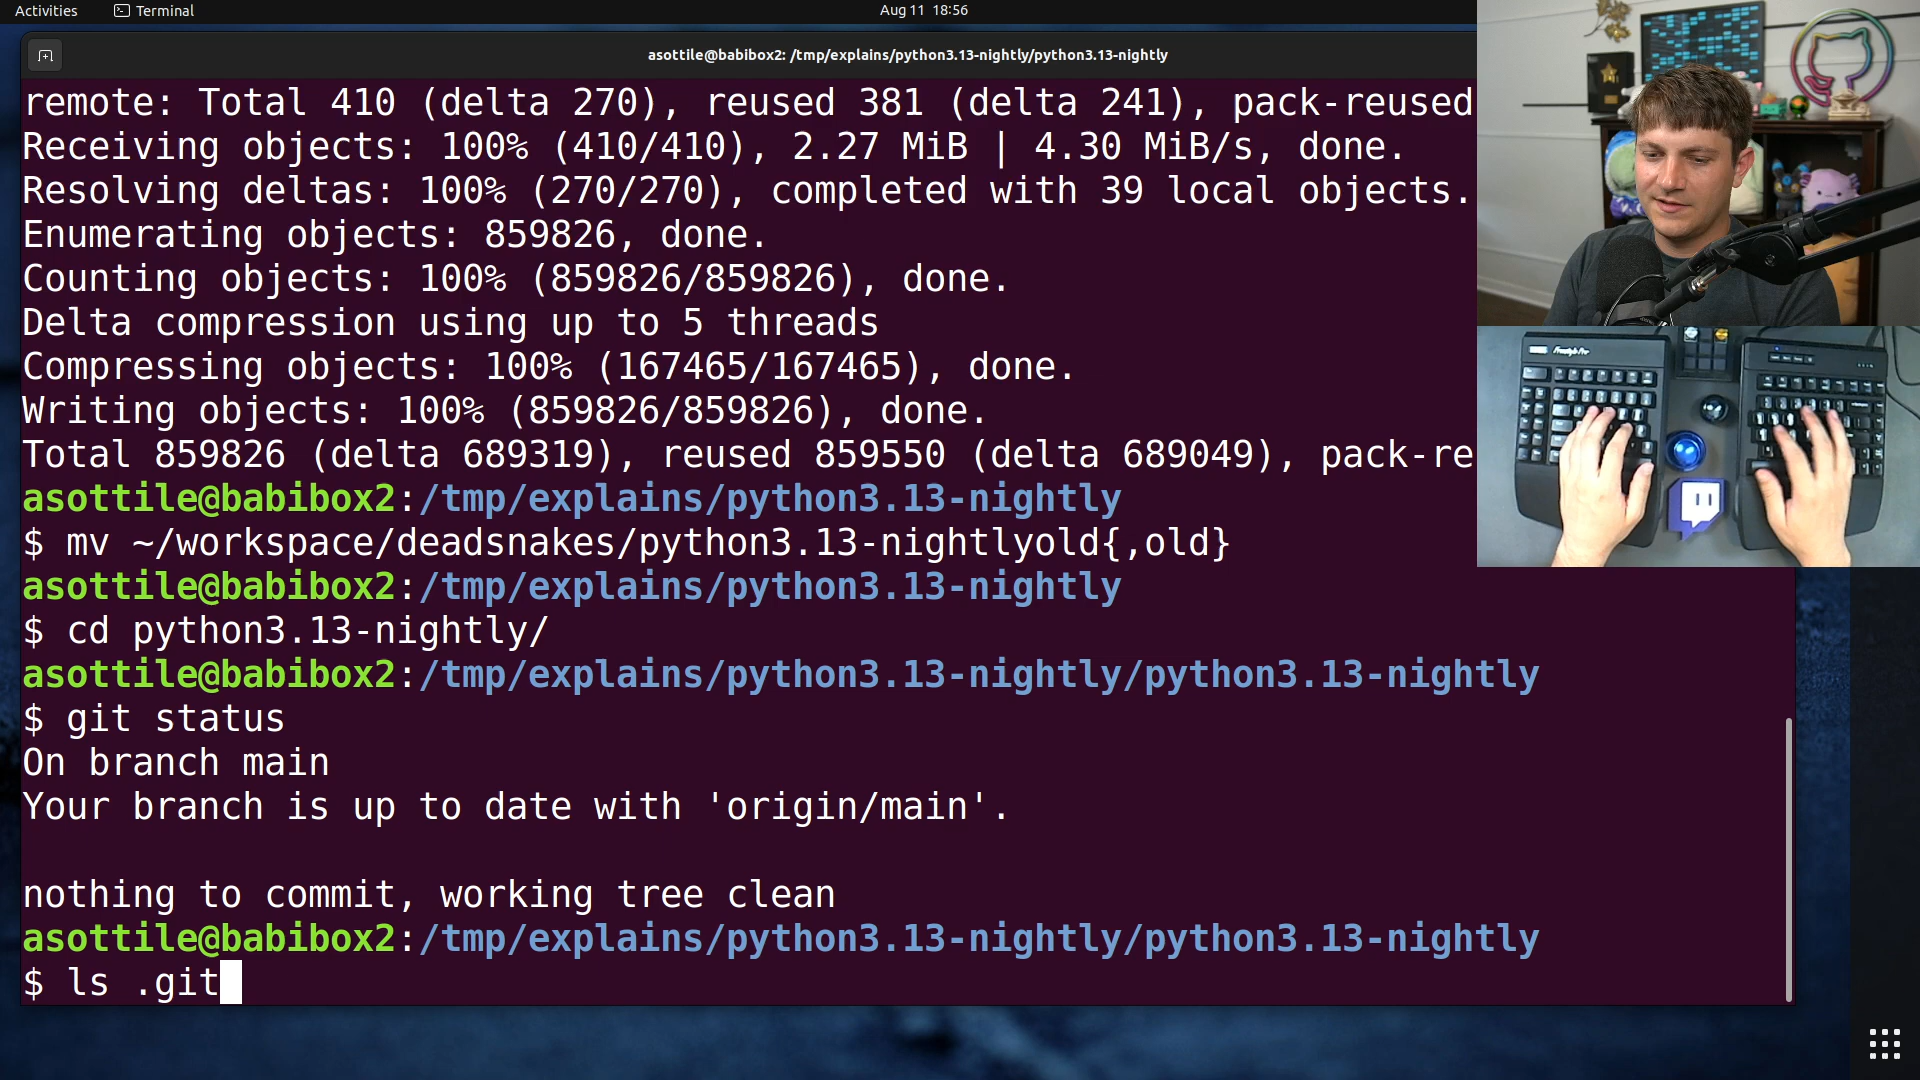 Activities
Terminal
Aug 11 18:56
asottile@babibox2: /tmp/explains/python3.13-nightly/python3.13-nightly
remote: Total 410 (delta 270), reused 381 (delta 241), pack-reused
Receiving objects: 100% (410/410), 2.27 MiB | 4.30 MiB/s, done.
Resolving deltas: 100% (270/270), completed with 39 local objects.
Enumerating objects: 859826, done.
Counting objects: 100% (859826/859826), done.
Delta compression using up to 5 threads
Compressing objects: 100% (167465/167465), done.
Writing objects: 100% (859826/859826), done.
Total 859826 (delta 689319), reused 859550 (delta 689049), pack-re
asottile@babibox2:/tmp/explains/python3.13-nightly
$ mv ~/workspace/deadsnakes/python3.13-nightlyold{,old}
asottile@babibox2:/tmp/explains/python3.13-nightly
$ cd python3.13-nightly/
asottile@babibox2:/tmp/explains/python3.13-nightly/python3.13-nightly
$ git status
On branch main
Your branch is up to date with 'origin/main'.
nothing to commit, working tree clean
asottile@babibox2:/tmp/explains/python3.13-nightly/python3.13-nightly
$ ls .git